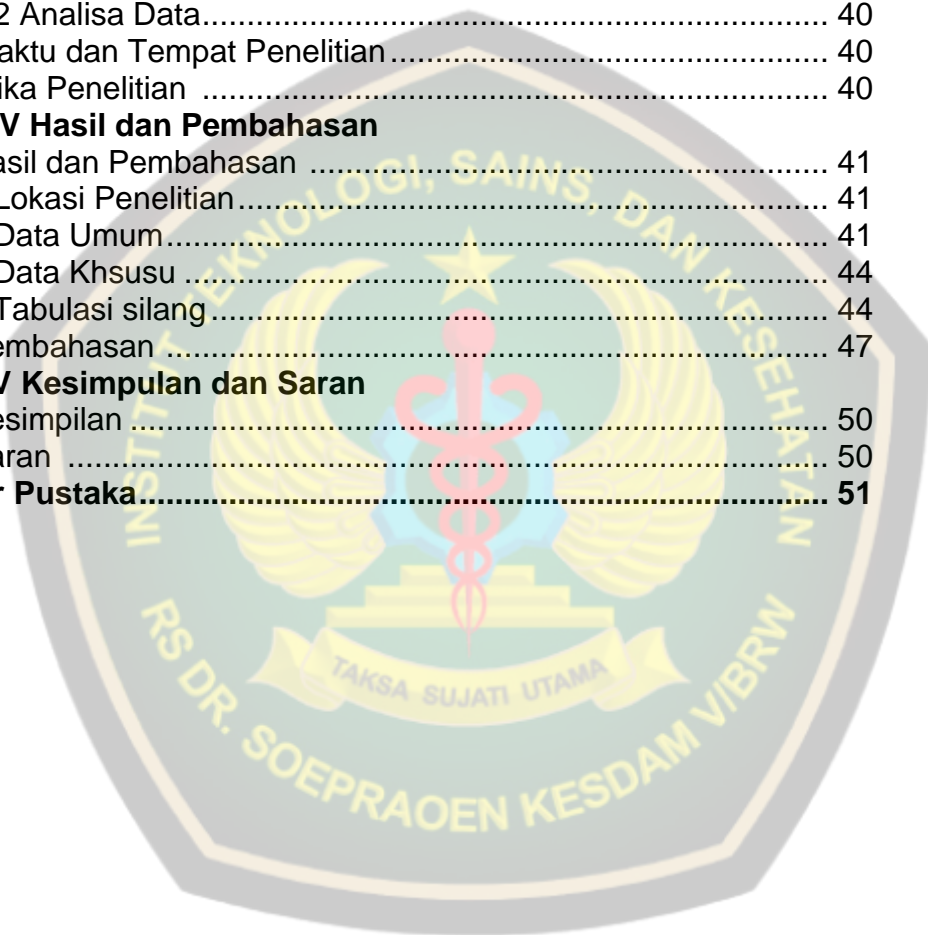 2 Analisa Data........................................................................ 40
aktu dan Tempat Penelitian................................................ 40
ika Penelitian ..................................................................... 40
V Hasil dan Pembahasan
asil dan Pembahasan ......................................................... 41
Lokasi Penelitian................................................................. 41
Data Umum......................................................................... 41
Data Khsusu ....................................................................... 44
Tabulasi silang.................................................................... 44
embahasan ......................................................................... 47
V Kesimpulan dan Saran
esimpilan ............................................................................. 50
aran .................................................................................... 50
r Pustaka............................................................................ 51
INSTITUT TEKNOLOGI, SAINS, DAN KESEHATAN
TAKSA SUJATI UTAMA
RS DR. SOEPRAOEN KESDAM V/BRW